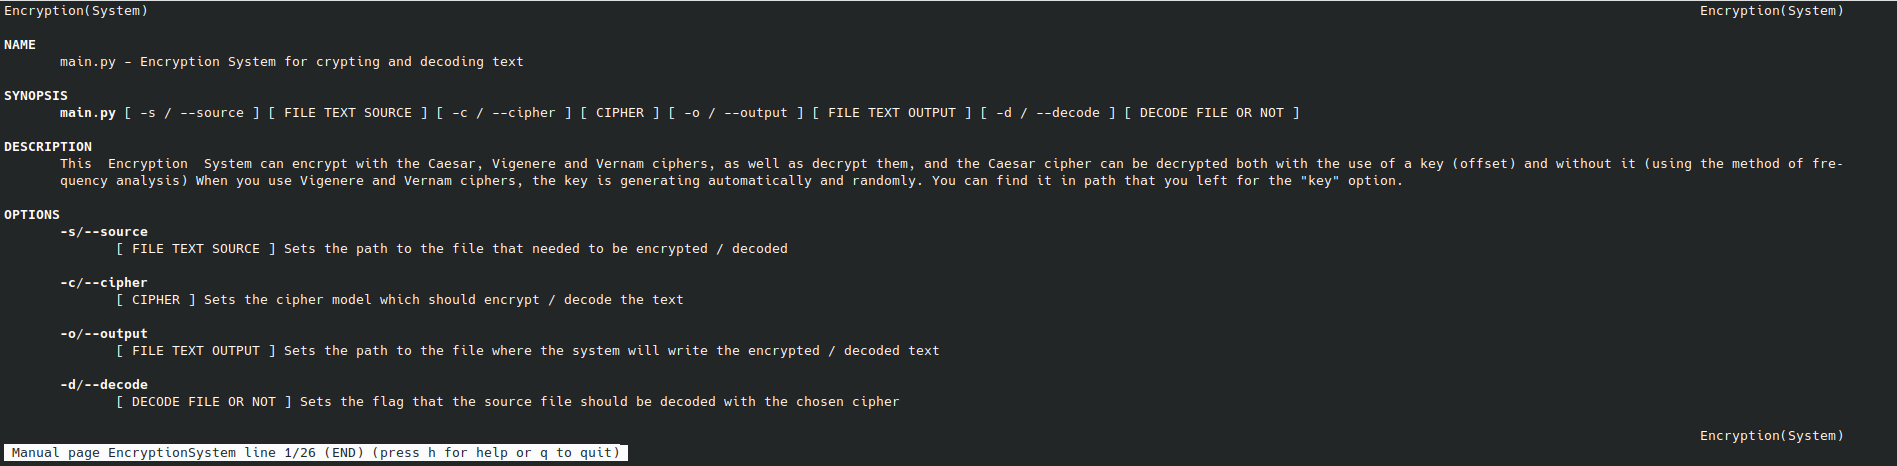 Encryption(System) Encryption(System)
NAME
main.py - Encryption System for crypting and decoding text
SYNOPSIS
main.py [ -s / --source ] [ FILE TEXT SOURCE ] [ -c / --cipher ] [ CIPHER ] [ -o / --output ] [ FILE TEXT OUTPUT ] [ -d / --decode ] [ DECODE FILE OR NOT ]
DESCRIPTION
This Encryption System can encrypt with the Caesar, Vigenere and Vernam ciphers, as well as decrypt them, and the Caesar cipher can be decrypted both with the use of a key (offset) and without it (using the method of fre-
quency analysis) When you use Vigenere and Vernam ciphers, the key is generating automatically and randomly. You can find it in path that you left for the "key" option.
OPTIONS
-s/--source
[ FILE TEXT SOURCE ] Sets the path to the file that needed to be encrypted / decoded
-c/--cipher
[ CIPHER ] Sets the cipher model which should encrypt / decode the text
-o/--output
[ FILE TEXT OUTPUT ] Sets the path to the file where the system will write the encrypted / decoded text
-d/--decode
[ DECODE FILE OR NOT ] Sets the flag that the source file should be decoded with the chosen cipher
Encryption(System)
Manual page EncryptionSystem line 1/26 (END) (press h for help or q to quit)